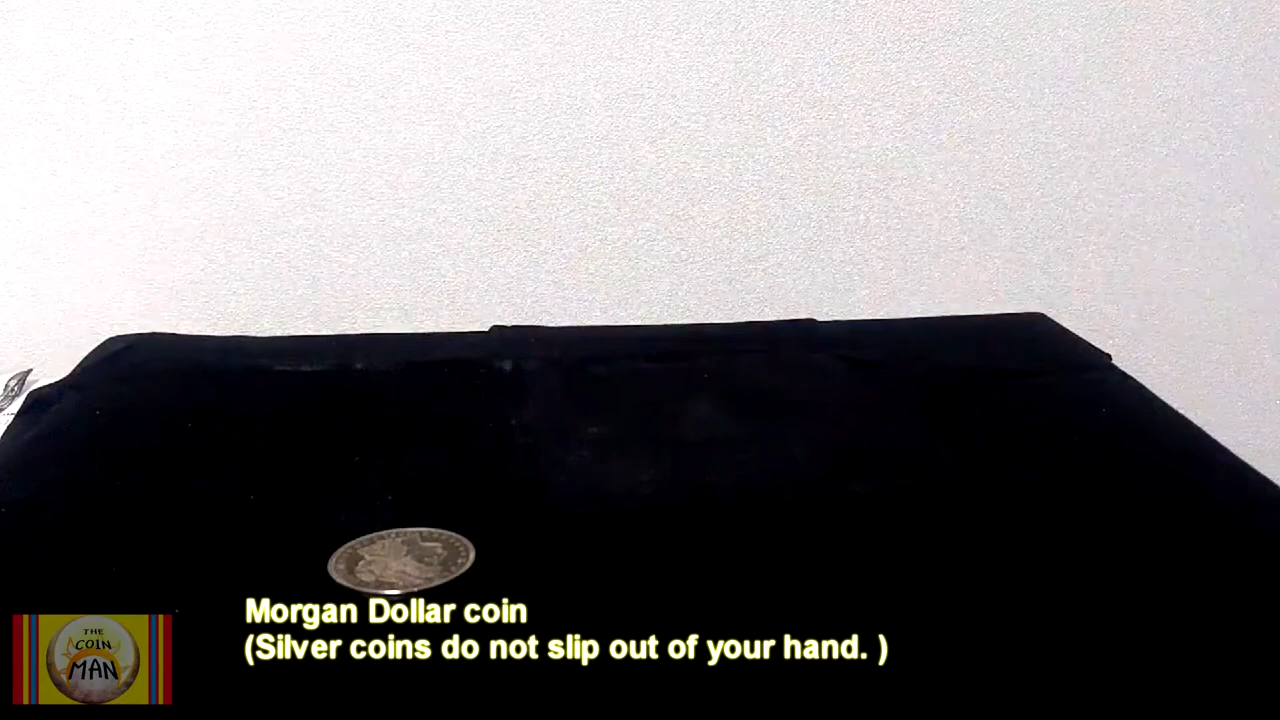 Morgan Dollar coin
(Silver coins do not slip out of your hand. )
THE
COIN
MAN